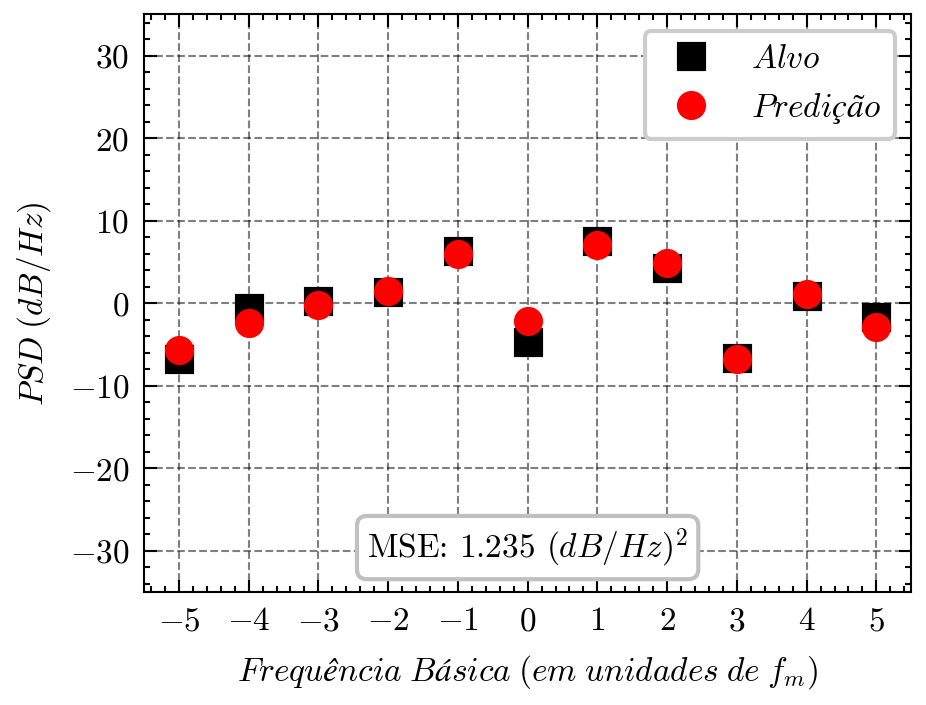 Alvo
Predição
PSD (dB/Hz)
30
20
10
0
−10
−20
−30
MSE: 1.235 (dB/Hz)²
−5 −4 −3 −2 −1 0 1 2 3 4 5
Frequência Básica (em unidades de fₘ)